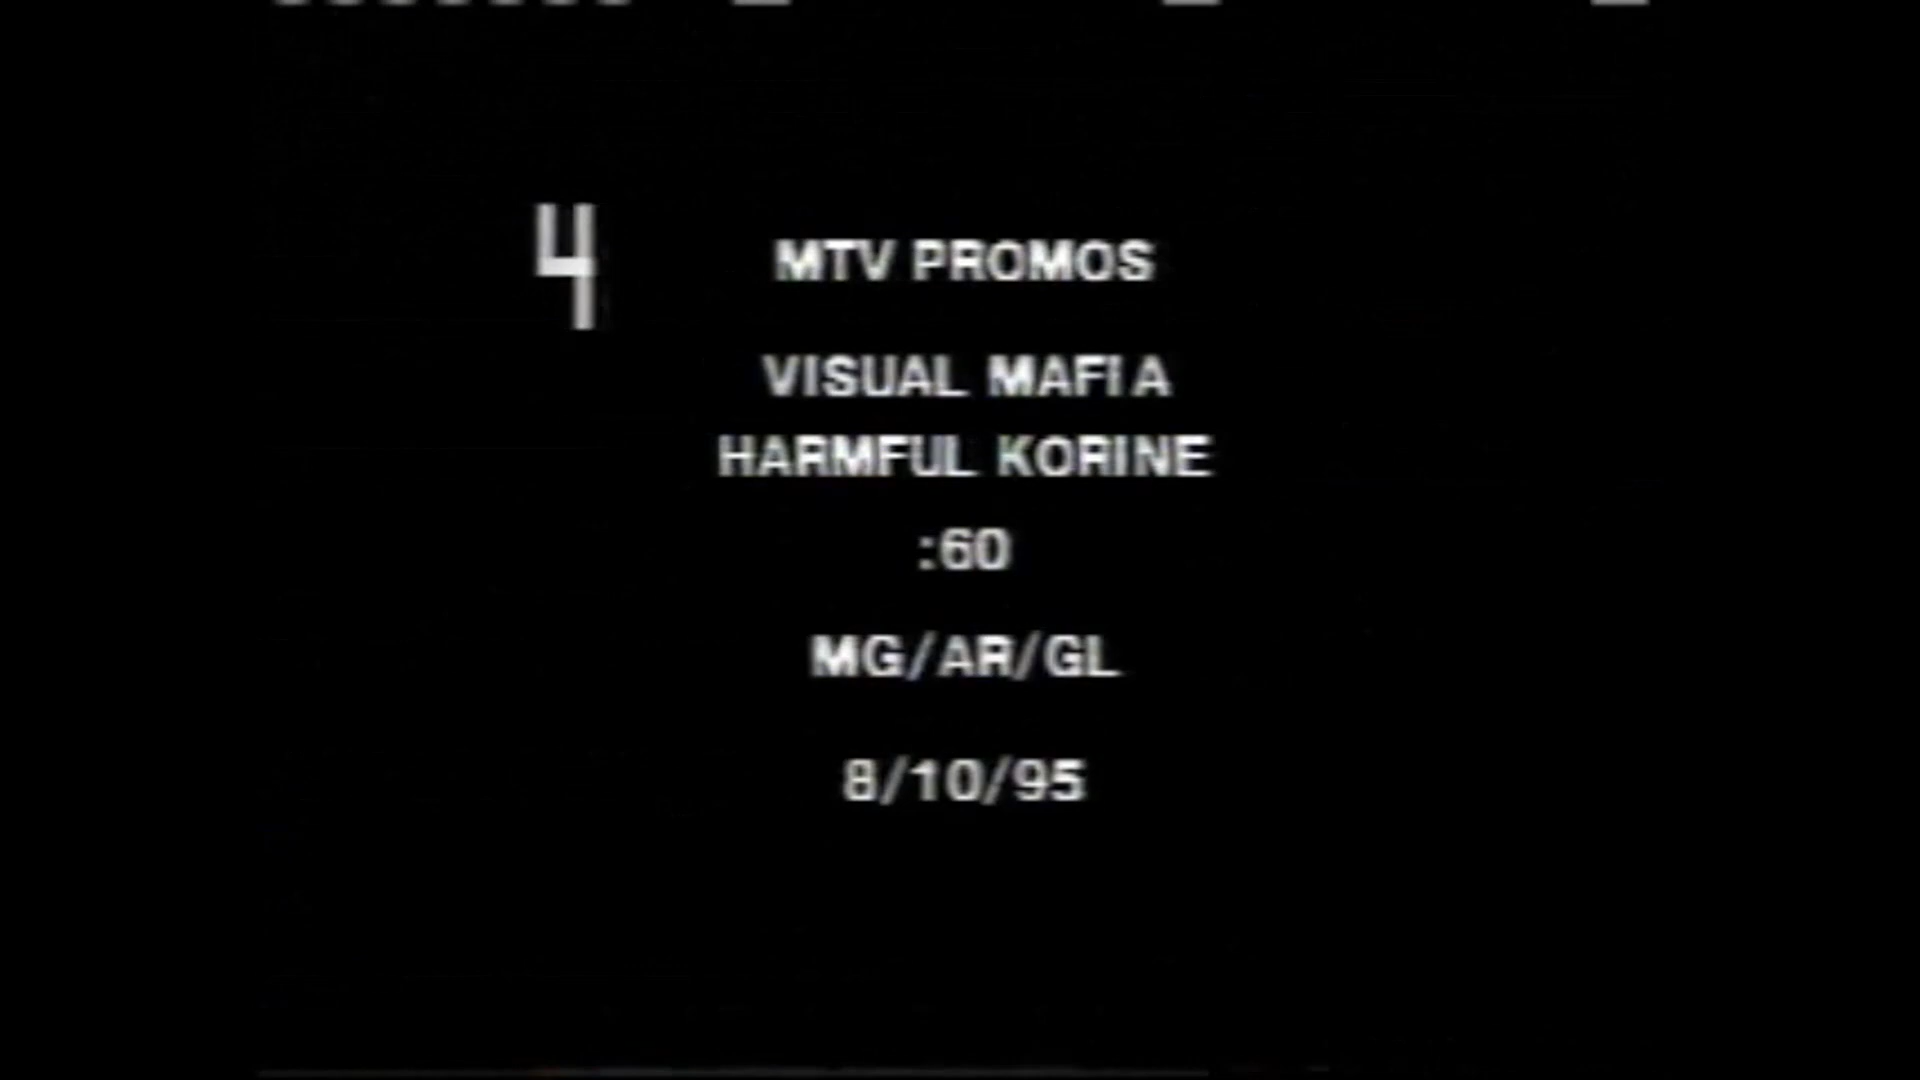 4
MTV PROMOS
VISUAL MAFIA
HARMFUL KORINE
:60
MG/AR/GL
8/10/95